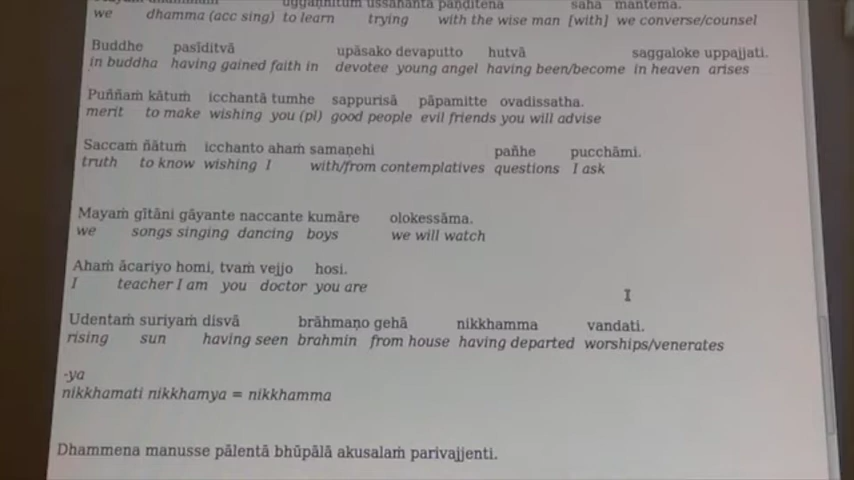 uggaṇhituṁ ussahantā paṇḍitena saha mantema.
we dhamma (acc sing) to learn trying with the wise man [with] we converse/counsel
Buddhe pasīditvā upāsako devaputto hutvā saggaloke uppajjati.
in buddha having gained faith in devotee young angel having been/become in heaven arises
Puññaṁ kātuṁ icchantā tumhe sappurisā pāpamitte ovadissatha.
merit to make wishing you (pl) good people evil friends you will advise
Saccaṁ ñātuṁ icchanto ahaṁ samaṇehi pañhe pucchāmi.
truth to know wishing I with/from contemplatives questions I ask
Mayaṁ gītāni gāyante naccante kumāre olokessāma.
we songs singing dancing boys we will watch
Ahaṁ ācariyo homi, tvaṁ vejjo hosi.
I teacher I am you doctor you are
Udentaṁ suriyaṁ disvā brāhmaṇo gehā nikkhamma vandati.
rising sun having seen brahmin from house having departed worships/venerates
-ya
nikkhamati nikkhamya = nikkhamma
Dhammena manusse pālentā bhūpālā akusalaṁ parivajjenti.